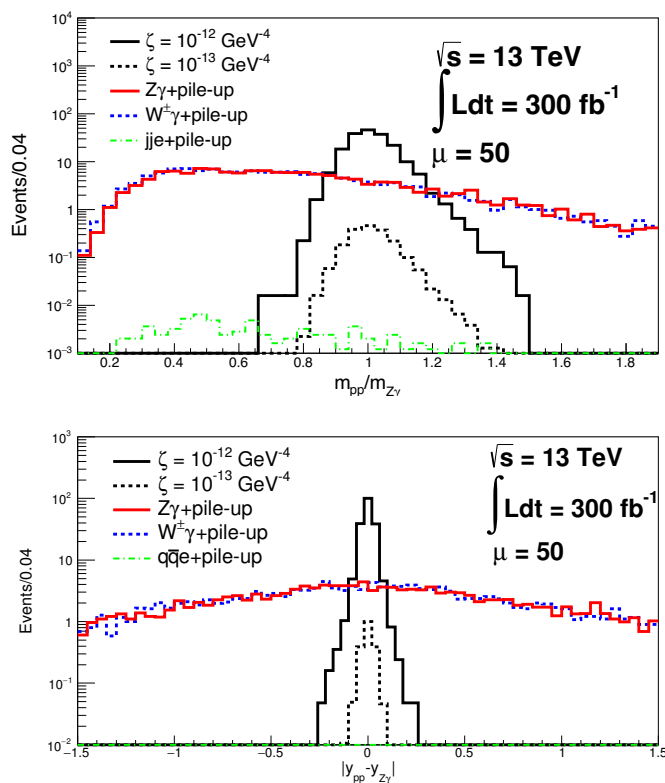 10⁴
10³
10²
10
1
10⁻¹
10⁻²
10⁻³
Events/0.04
ζ = 10⁻¹² GeV⁻⁴
ζ = 10⁻¹³ GeV⁻⁴
Zγ+pile-up
W±γ+pile-up
jje+pile-up
√s = 13 TeV
∫Ldt = 300 fb⁻¹
μ = 50
0.2 0.4 0.6 0.8 1 1.2 1.4 1.6 1.8
m_pp/m_Zγ
10³
10²
10
1
10⁻¹
10⁻²
Events/0.04
ζ = 10⁻¹² GeV⁻⁴
ζ = 10⁻¹³ GeV⁻⁴
Zγ+pile-up
W±γ+pile-up
qq̅e+pile-up
√s = 13 TeV
∫Ldt = 300 fb⁻¹
μ = 50
-1.5 -1 -0.5 0 0.5 1 1.5
|y_pp-y_Zγ|